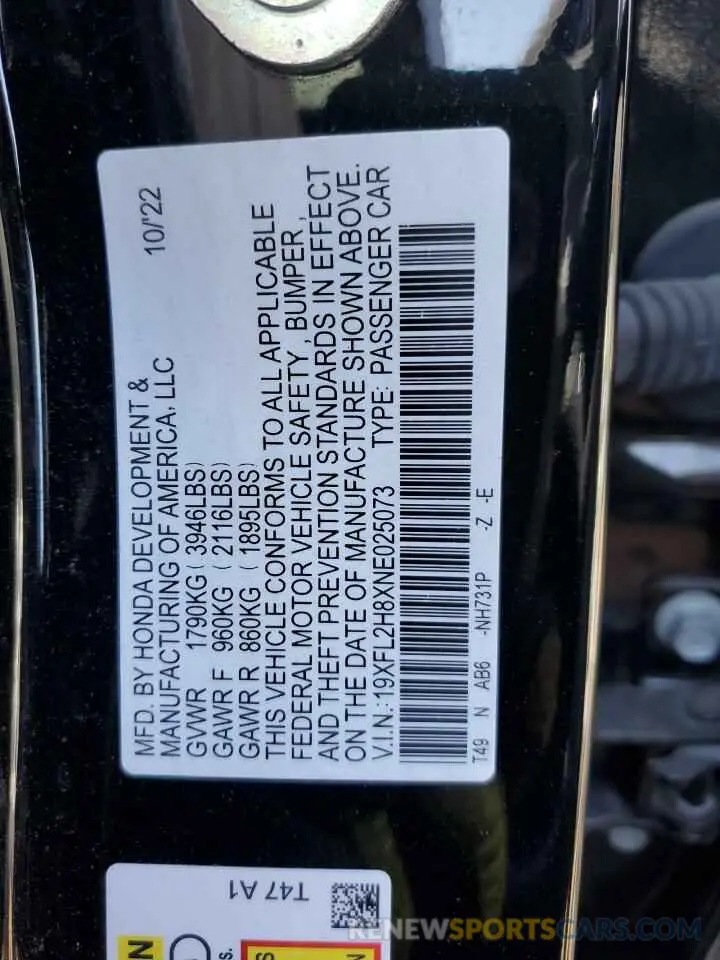 MFD. BY HONDA DEVELOPMENT &
MANUFACTURING OF AMERICA, LLC 10/'22
GVWR 1790KG (3946LBS)
GAWR F 960KG (2116LBS)
GAWR R 860KG (1895LBS)
THIS VEHICLE CONFORMS TO ALL APPLICABLE
FEDERAL MOTOR VEHICLE SAFETY, BUMPER,
AND THEFT PREVENTION STANDARDS IN EFFECT
ON THE DATE OF MANUFACTURE SHOWN ABOVE.
V.I.N.: 19XFL2H8XNE025073 TYPE: PASSENGER CAR
T49 N AB6 -NH731P -Z -E
T47 A1
RENEWSPORTSCARS.COM